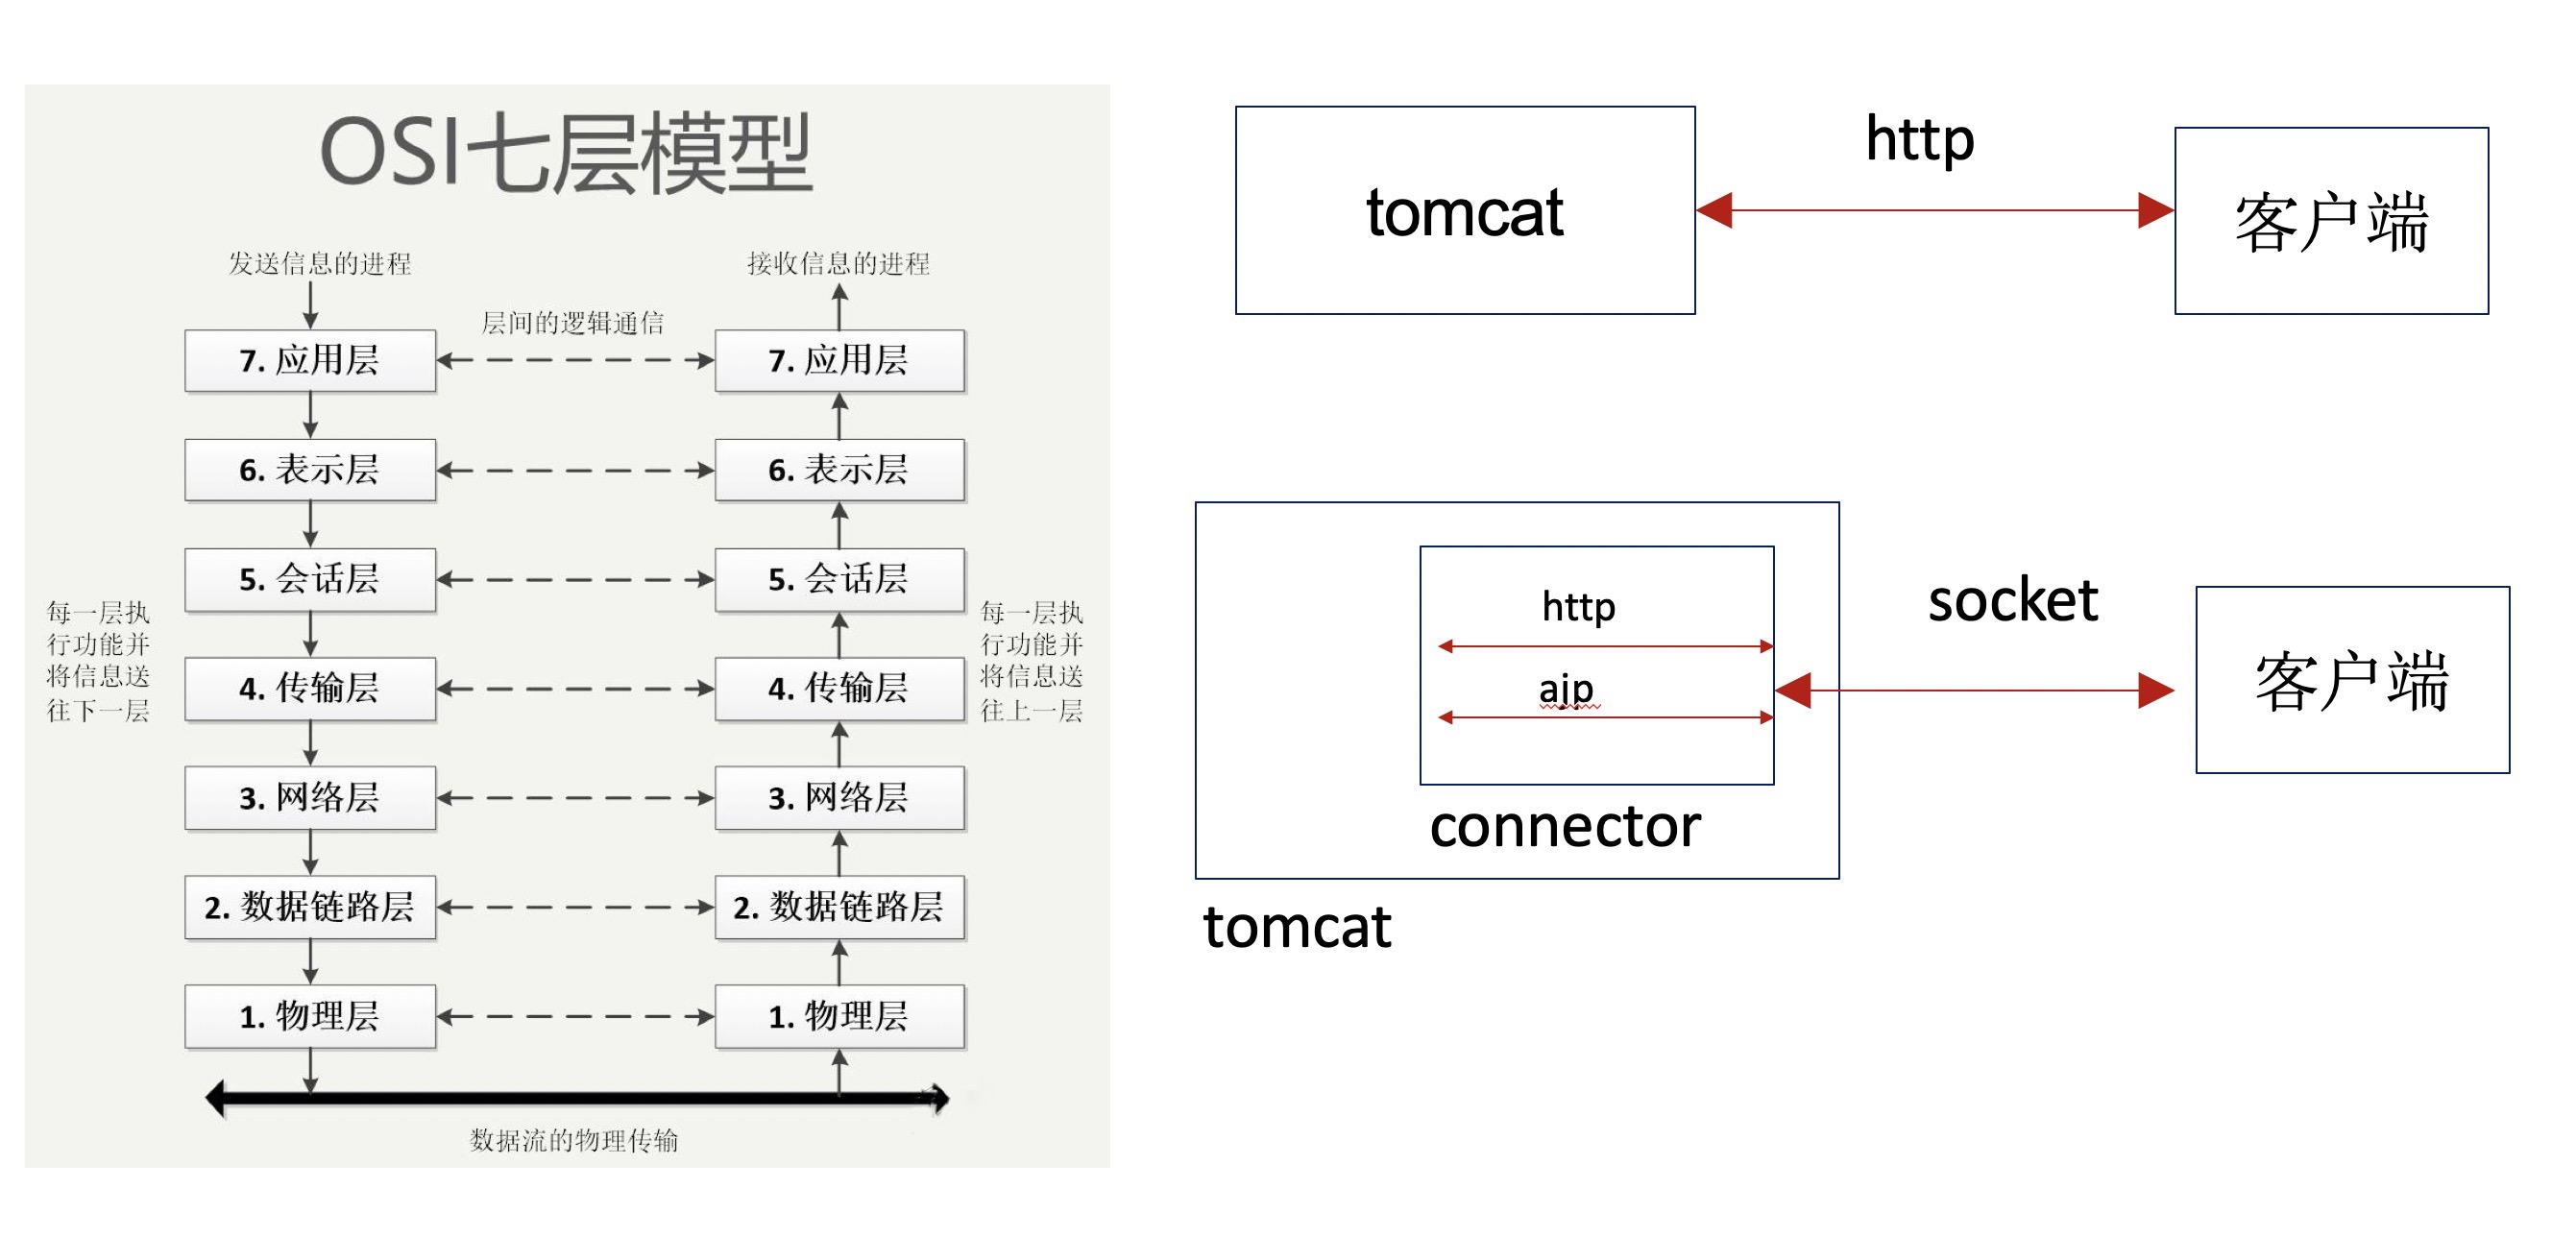 OSI七层模型
发送信息的进程
接收信息的进程
层间的逻辑通信
7. 应用层
7. 应用层
6. 表示层
6. 表示层
5. 会话层
5. 会话层
每一层执
行功能并
将信息送
往下一层
4. 传输层
4. 传输层
每一层执
行功能并
将信息送
往上一层
3. 网络层
3. 网络层
2. 数据链路层
2. 数据链路层
1. 物理层
1. 物理层
数据流的物理传输
tomcat
http
客户端
http
ajp
connector
tomcat
socket
客户端